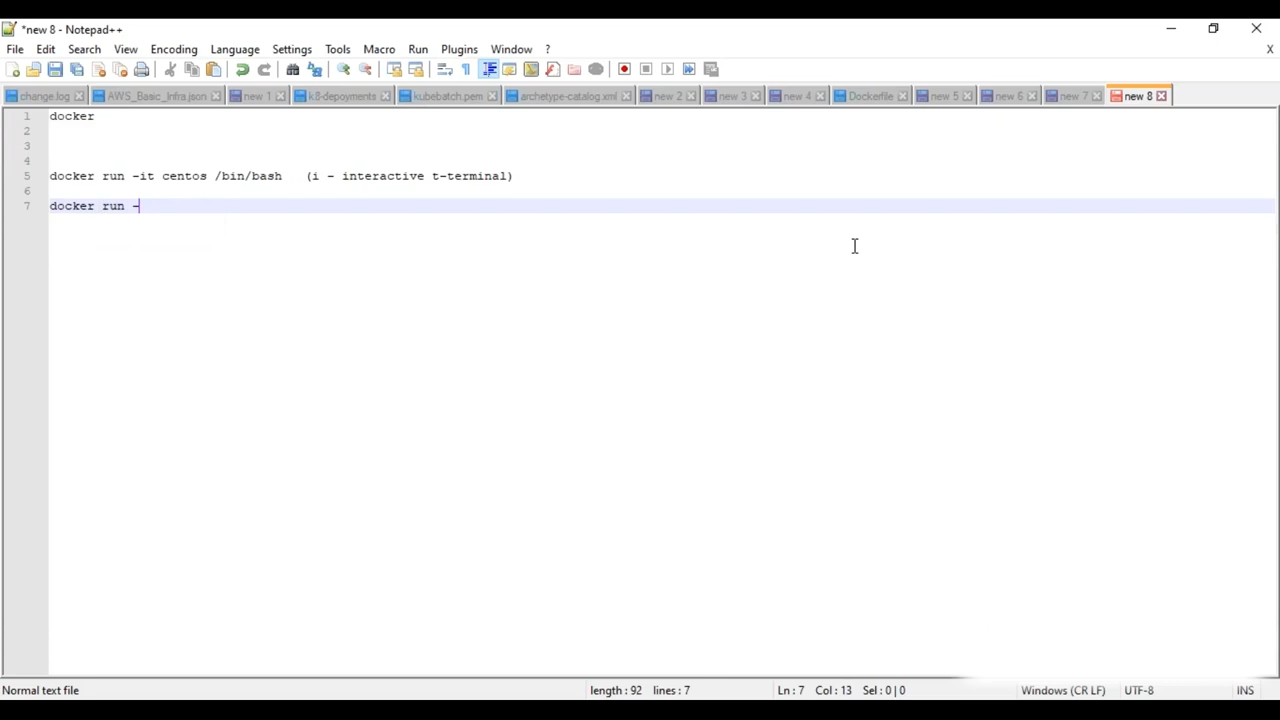 *new 8 - Notepad++
File Edit Search View Encoding Language Settings Tools Macro Run Plugins Window ? X
change.log AWS_Basic_Infra.json new 1 k8-depoyments kubebatch.pem archetype-catalog.xml new 2 new 3 new 4 Dockerfile new 5 new 6 new 7 new 8
1 docker
2
3
4
5 docker run -it centos /bin/bash (i - interactive t-terminal)
6
7 docker run -
Normal text file length : 92 lines : 7 Ln : 7 Col : 13 Sel : 0 | 0 Windows (CR LF) UTF-8 INS